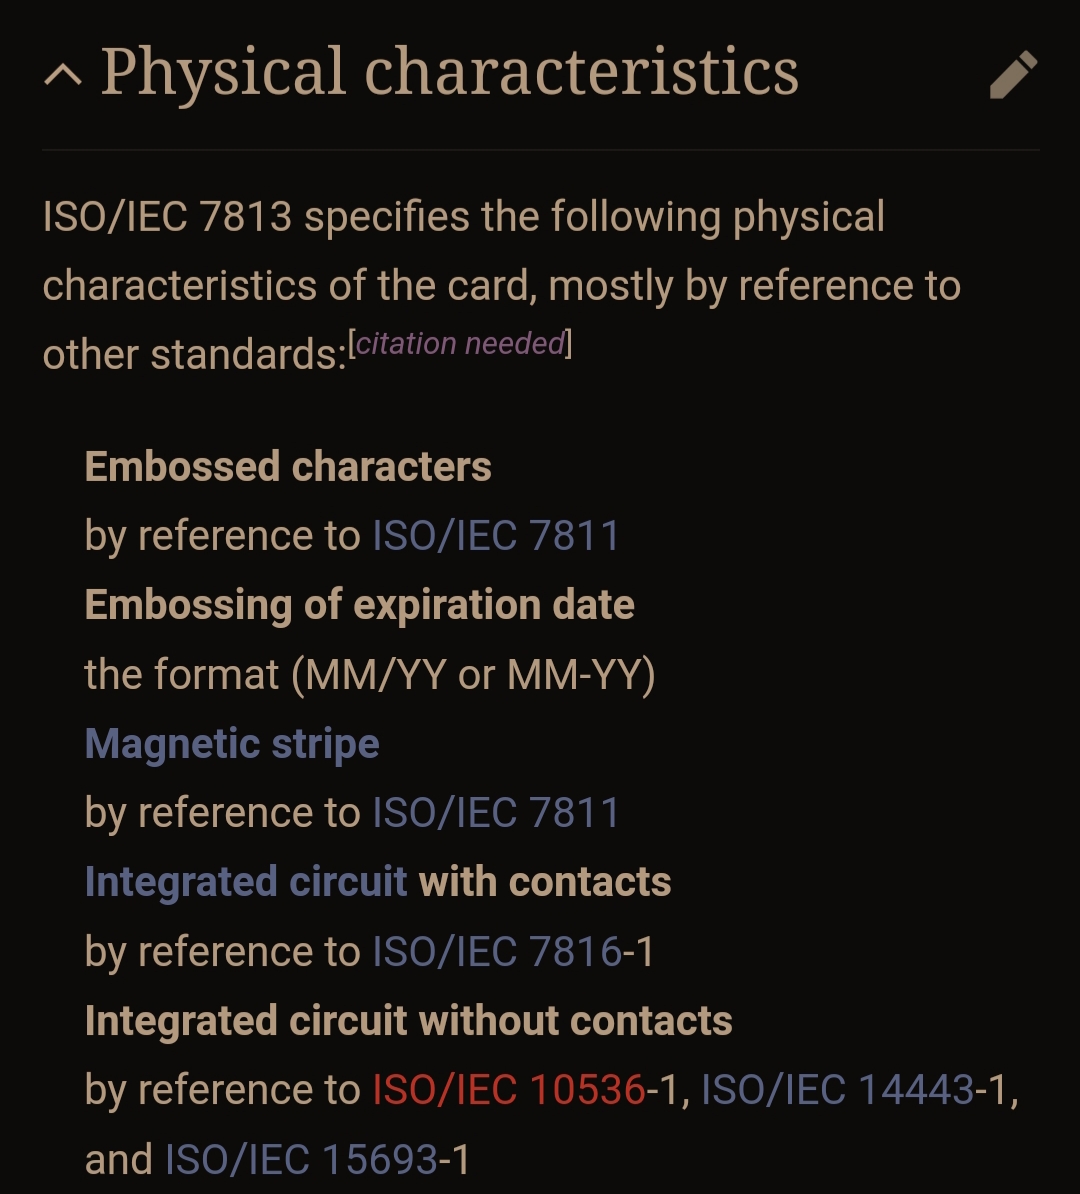 Physical characteristics
ISO/IEC 7813 specifies the following physical
characteristics of the card, mostly by reference to
other standards:[citation needed]
Embossed characters
by reference to ISO/IEC 7811
Embossing of expiration date
the format (MM/YY or MM-YY)
Magnetic stripe
by reference to ISO/IEC 7811
Integrated circuit with contacts
by reference to ISO/IEC 7816-1
Integrated circuit without contacts
by reference to ISO/IEC 10536-1, ISO/IEC 14443-1,
and ISO/IEC 15693-1